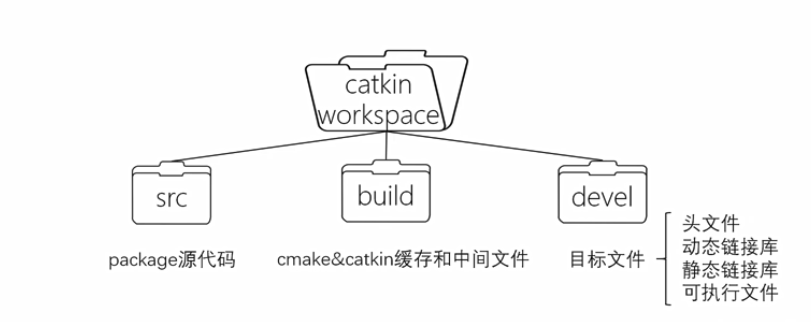 catkin
workspace
src
build
devel
package源代码
cmake&catkin缓存和中间文件
目标文件
头文件
动态链接库
静态链接库
可执行文件